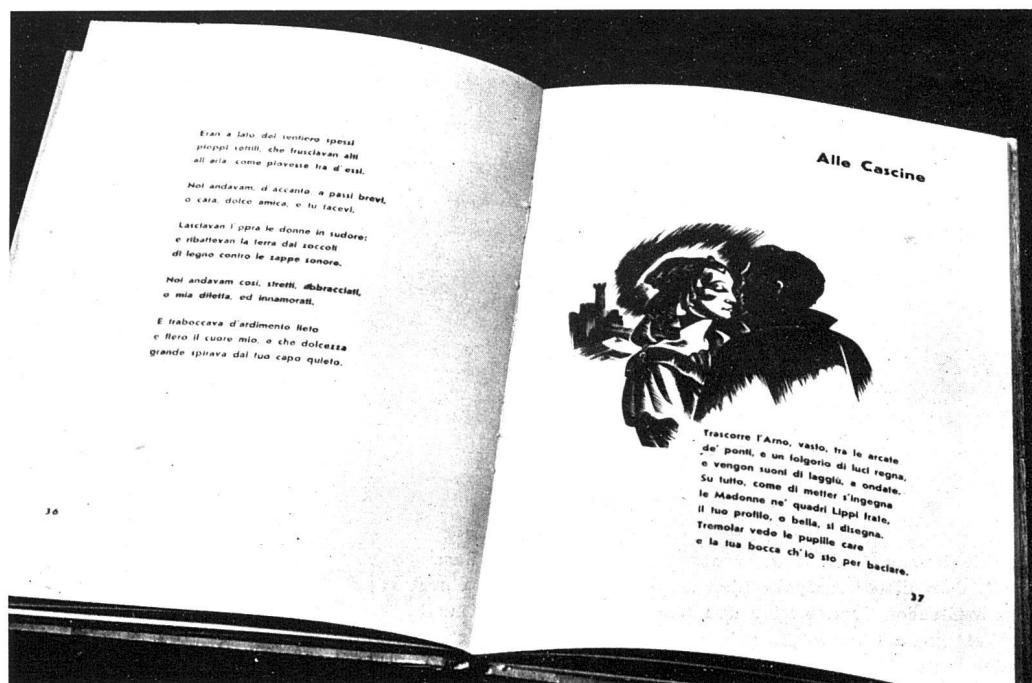 Eran a lato del sentiero spessi
pioppi sottili, che frusciavan alti
all'aria, come piovesse tra d'essi.
Noi andavam, d'accanto, a passi brevi,
o cara, dolce amica, e tu tacevi.
Lasciavan l'opra le donne in sudore:
e ribattevan la terra dai zoccoli
di legno contro le zappe sonore.
Noi andavam così, stretti, abbracciati,
o mia diletta, ed innamorati.
E traboccava d'ardimento lieto
e fiero il cuore mio, o che dolcezza
grande spirava dal tuo capo quieto.
36
Alle Cascine
Trascorre l'Arno, vasto, tra le arcate
de' ponti, e un folgorio di luci regna,
e vengon suoni di laggiù, a ondate.
Su tutto, come di metter s'ingegna
le Madonne ne' quadri Lippi frate,
il tuo profilo, o bella, si disegna.
Tremolar vedo le pupille care
e la tua bocca ch'io sto per baciare.
37